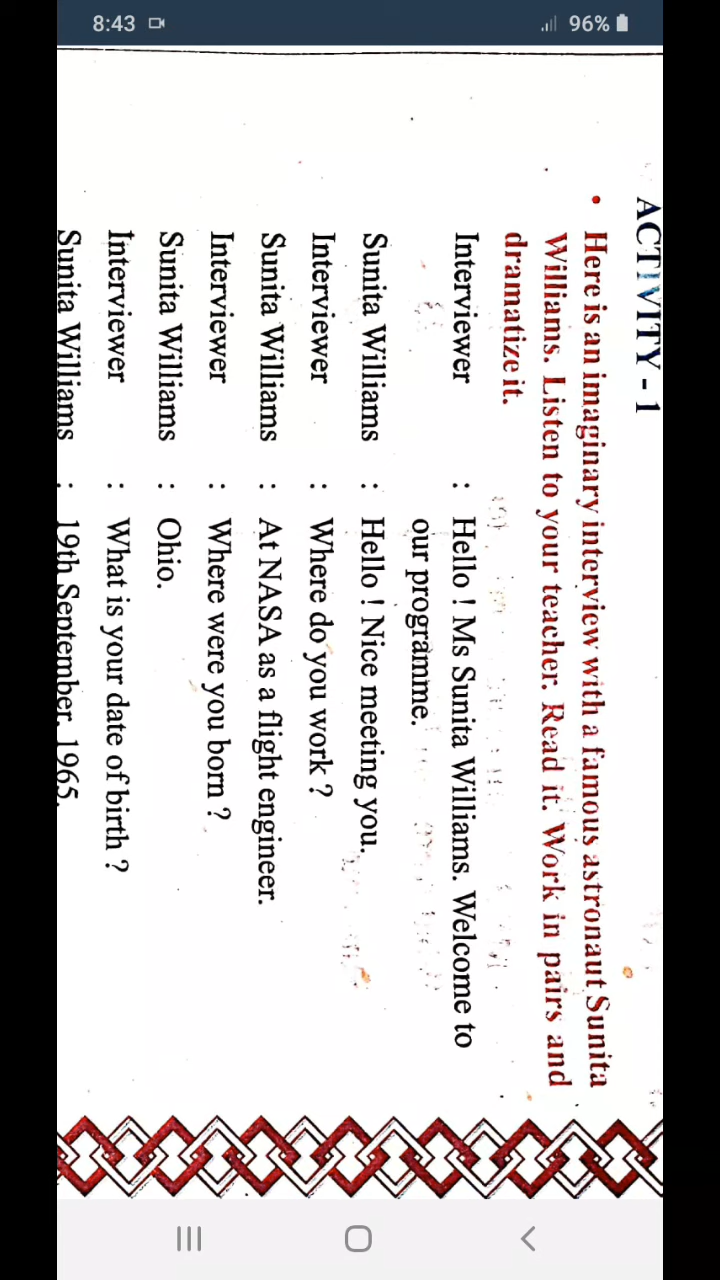 8:43
96%
ACTIVITY - 1
• Here is an imaginary interview with a famous astronaut Sunita
Williams. Listen to your teacher. Read it. Work in pairs and
dramatize it.
Interviewer : Hello ! Ms Sunita Williams. Welcome to
our programme.
Sunita Williams : Hello ! Nice meeting you.
Interviewer : Where do you work ?
Sunita Williams : At NASA as a flight engineer.
Interviewer : Where were you born ?
Sunita Williams : Ohio.
Interviewer : What is your date of birth ?
Sunita Williams : 19th September, 1965.